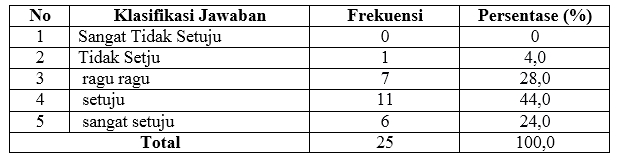 No Klasifikasi Jawaban Frekuensi Persentase (%)
1 Sangat Tidak Setuju 0 0
2 Tidak Setju 1 4,0
3 ragu ragu 7 28,0
4 setuju 11 44,0
5 sangat setuju 6 24,0
Total 25 100,0